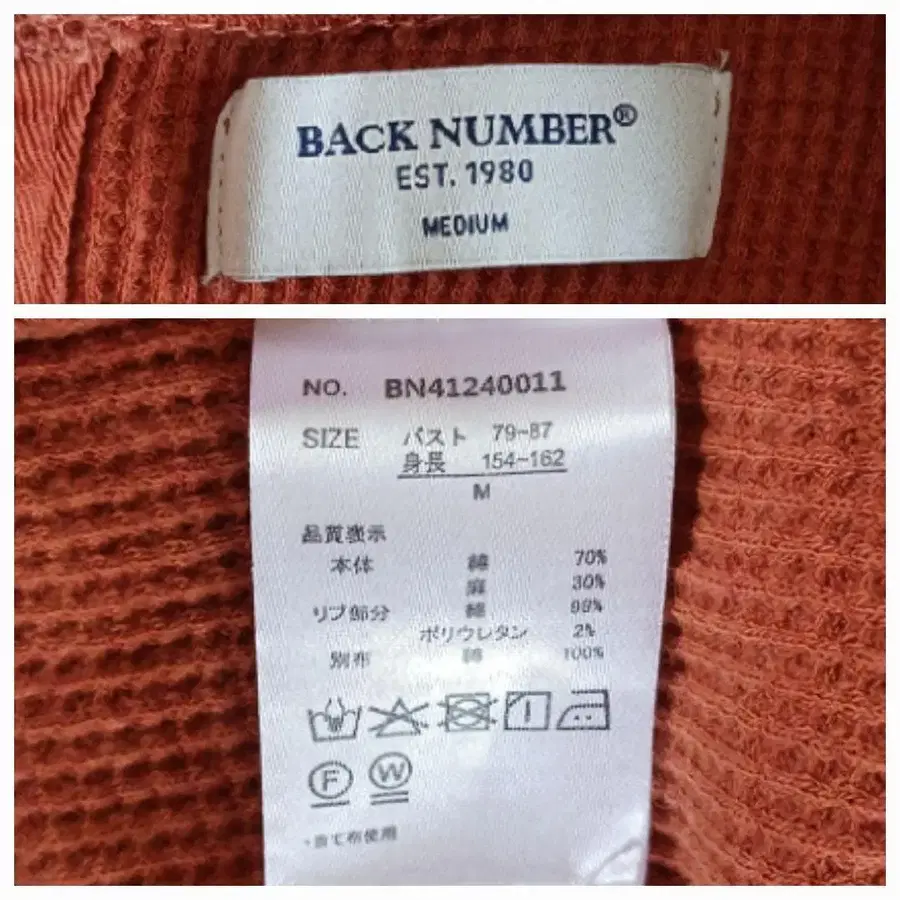 BACK NUMBER®
EST. 1980
MEDIUM
NO. BN41240011
SIZE バスト 79~87
身長 154~162
M
品質表示
本体 綿 70%
麻 30%
リブ部分 綿 98%
ポリウレタン 2%
別布 綿 100%
F W
・当て布使用